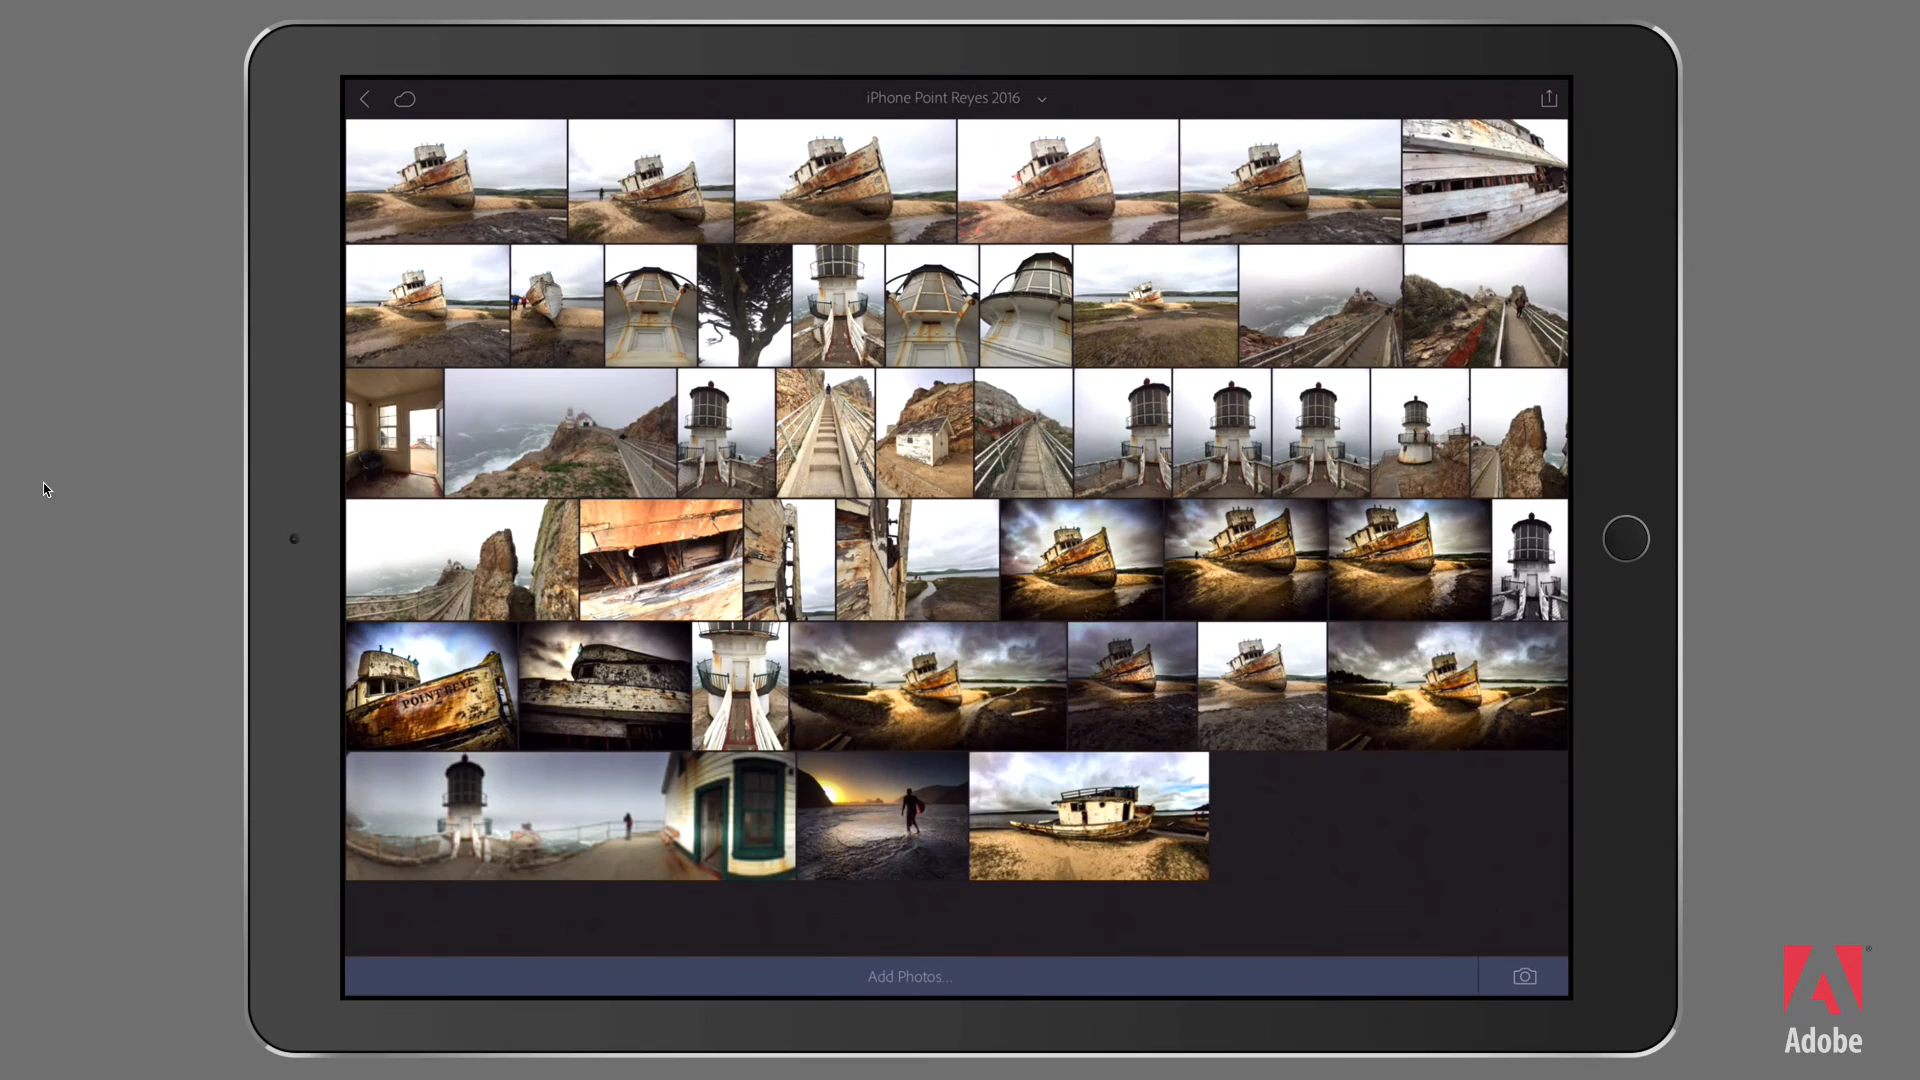 iPhone Point Reyes 2016
POINT REYES
Add Photos...
Adobe